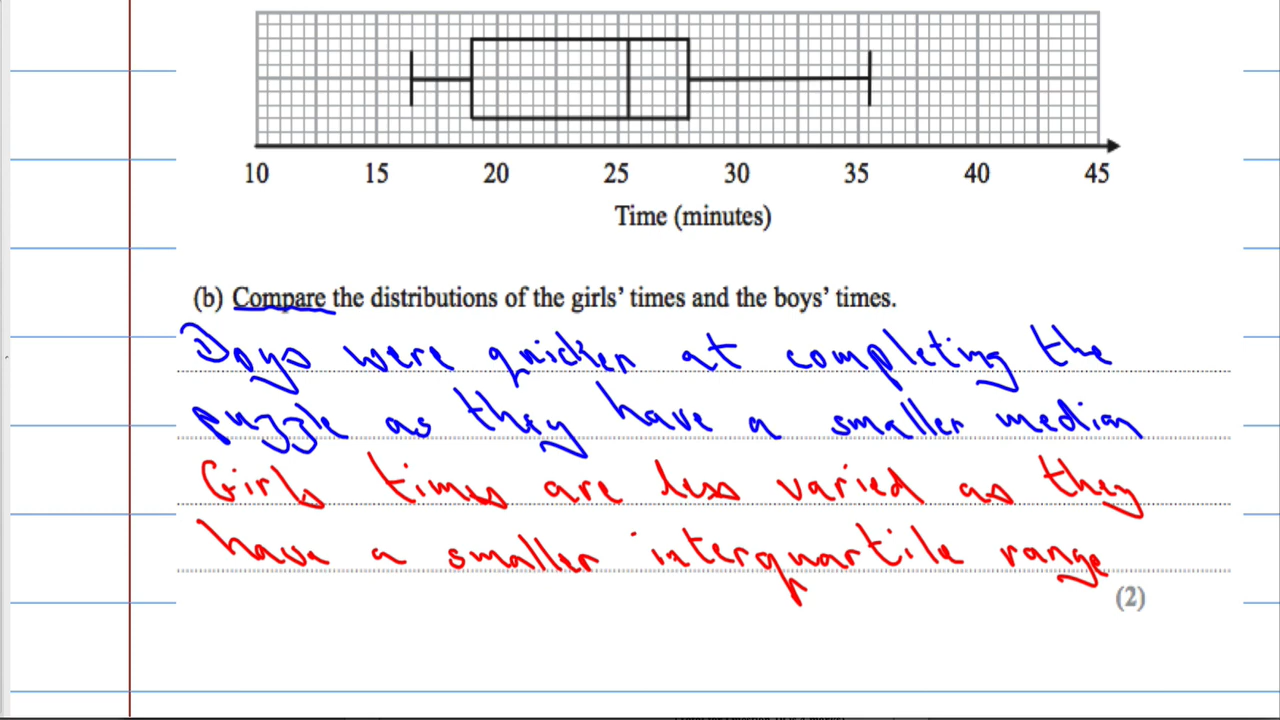 10 15 20 25 30 35 40 45
Time (minutes)
(b) Compare the distributions of the girls' times and the boys' times.
Boys were quicker at completing the
puzzle as they have a smaller median
Girls times are less varied as they
have a smaller interquartile range
(2)